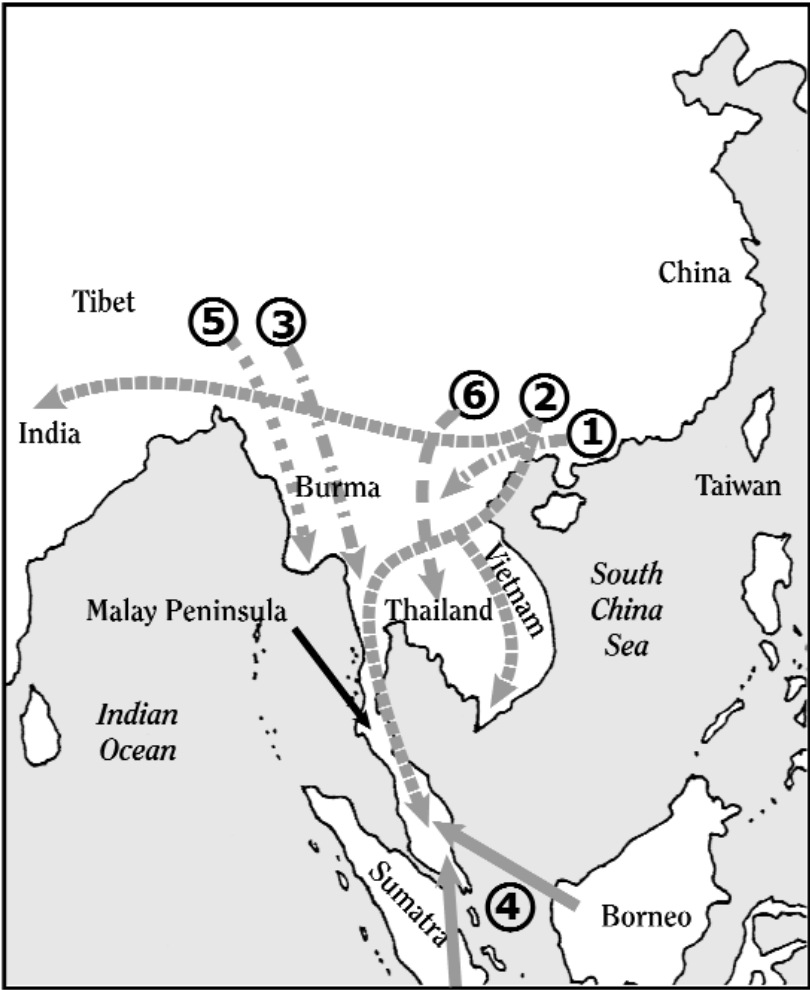 China
Tibet
5
3
6
2
1
India
Burma
Taiwan
Vietnam
South
China
Sea
Malay Peninsula
Thailand
Indian
Ocean
Sumatra
4
Borneo